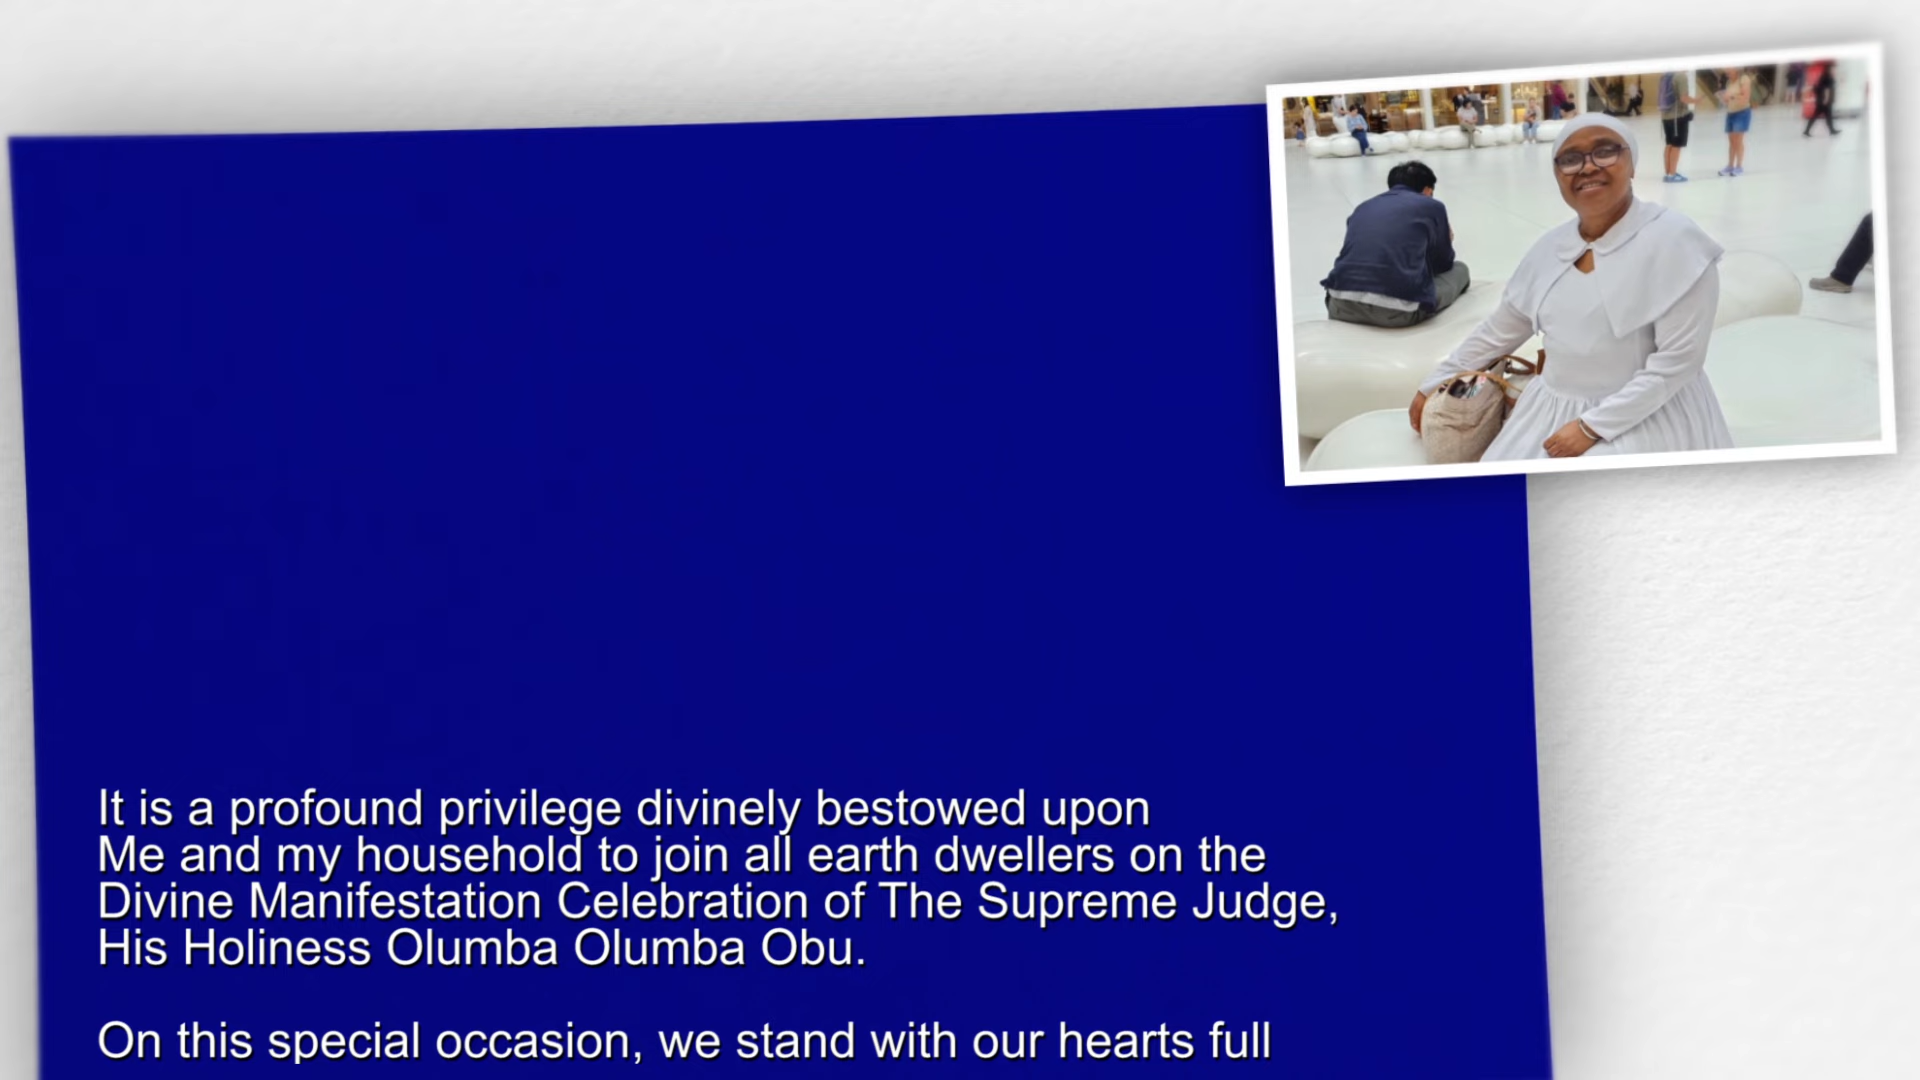 It is a profound privilege divinely bestowed upon
Me and my household to join all earth dwellers on the
Divine Manifestation Celebration of The Supreme Judge,
His Holiness Olumba Olumba Obu.
On this special occasion, we stand with our hearts full